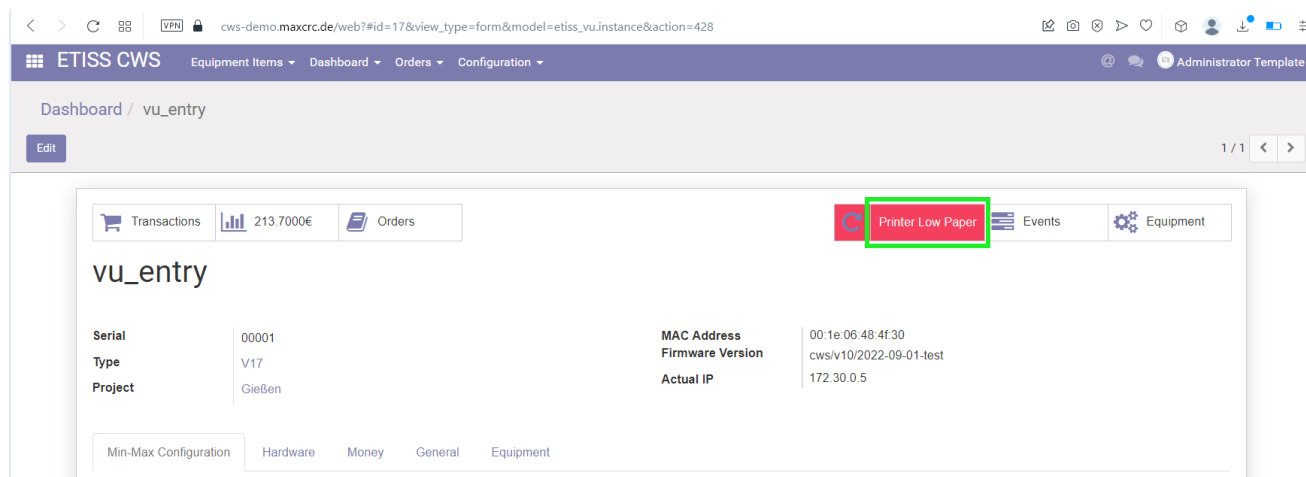 VPN cws-demo.maxcrc.de/web?#id=17&view_type=form&model=etiss_vu.instance&action=428
ETISS CWS Equipment Items Dashboard Orders Configuration @ Administrator Template
Dashboard / vu_entry
Edit 1 / 1
Transactions 213.7000€ Orders Printer Low Paper Events Equipment
vu_entry
Serial 00001 MAC Address 00:1e:06:48:4f:30
Type V17 Firmware Version cws/v10/2022-09-01-test
Project Gießen Actual IP 172.30.0.5
Min-Max Configuration Hardware Money General Equipment